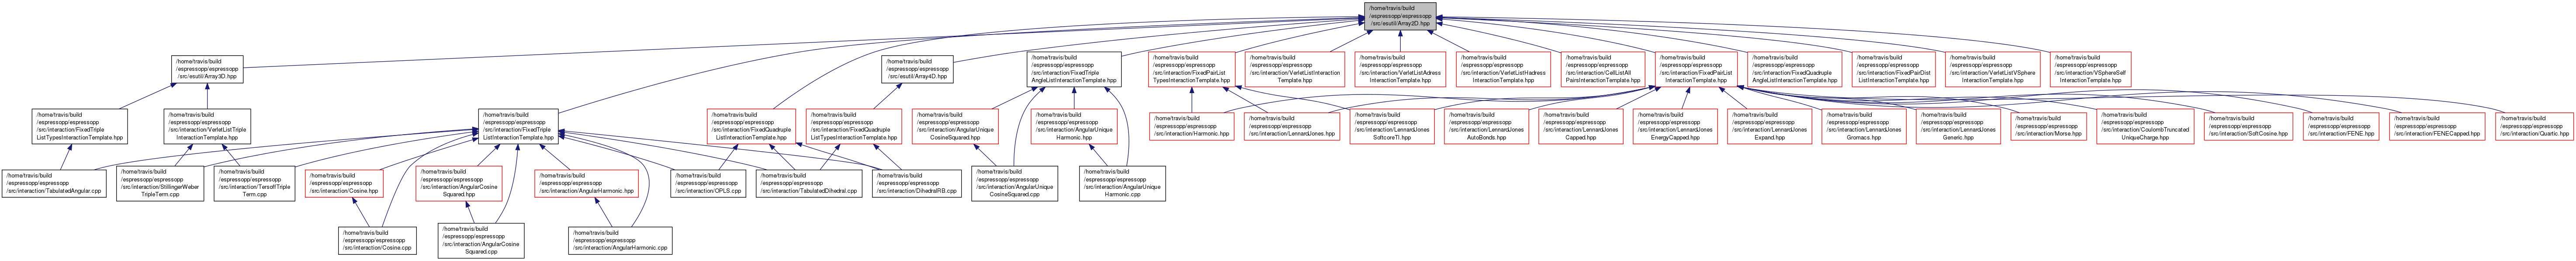 /home/travis/build
/espressopp/espressopp
/src/esutil/Array2D.hpp
/home/travis/build
/espressopp/espressopp
/src/esutil/Array3D.hpp
/home/travis/build
/espressopp/espressopp
/src/esutil/Array4D.hpp
/home/travis/build
/espressopp/espressopp
/src/interaction/FixedTriple
AngleListInteractionTemplate.hpp
/home/travis/build
/espressopp/espressopp
/src/interaction/FixedPairList
TypesInteractionTemplate.hpp
/home/travis/build
/espressopp/espressopp
/src/interaction/VerletListInteraction
Template.hpp
/home/travis/build
/espressopp/espressopp
/src/interaction/VerletListAdress
InteractionTemplate.hpp
/home/travis/build
/espressopp/espressopp
/src/interaction/VerletListHadress
InteractionTemplate.hpp
/home/travis/build
/espressopp/espressopp
/src/interaction/CellListAll
PairsInteractionTemplate.hpp
/home/travis/build
/espressopp/espressopp
/src/interaction/FixedPairList
InteractionTemplate.hpp
/home/travis/build
/espressopp/espressopp
/src/interaction/FixedQuadruple
AngleListInteractionTemplate.hpp
/home/travis/build
/espressopp/espressopp
/src/interaction/FixedPairDist
ListInteractionTemplate.hpp
/home/travis/build
/espressopp/espressopp
/src/interaction/VerletListVSphere
InteractionTemplate.hpp
/home/travis/build
/espressopp/espressopp
/src/interaction/VSphereSelf
InteractionTemplate.hpp
/home/travis/build
/espressopp/espressopp
/src/interaction/FixedTriple
ListTypesInteractionTemplate.hpp
/home/travis/build
/espressopp/espressopp
/src/interaction/VerletListTriple
InteractionTemplate.hpp
/home/travis/build
/espressopp/espressopp
/src/interaction/FixedTriple
ListInteractionTemplate.hpp
/home/travis/build
/espressopp/espressopp
/src/interaction/FixedQuadruple
ListInteractionTemplate.hpp
/home/travis/build
/espressopp/espressopp
/src/interaction/FixedQuadruple
ListTypesInteractionTemplate.hpp
/home/travis/build
/espressopp/espressopp
/src/interaction/AngularUnique
CosineSquared.hpp
/home/travis/build
/espressopp/espressopp
/src/interaction/AngularUnique
Harmonic.hpp
/home/travis/build
/espressopp/espressopp
/src/interaction/Harmonic.hpp
/home/travis/build
/espressopp/espressopp
/src/interaction/LennardJones.hpp
/home/travis/build
/espressopp/espressopp
/src/interaction/LennardJones
SoftcoreTI.hpp
/home/travis/build
/espressopp/espressopp
/src/interaction/LennardJones
AutoBonds.hpp
/home/travis/build
/espressopp/espressopp
/src/interaction/LennardJones
Capped.hpp
/home/travis/build
/espressopp/espressopp
/src/interaction/LennardJones
EnergyCapped.hpp
/home/travis/build
/espressopp/espressopp
/src/interaction/LennardJones
Expand.hpp
/home/travis/build
/espressopp/espressopp
/src/interaction/LennardJones
Gromacs.hpp
/home/travis/build
/espressopp/espressopp
/src/interaction/LennardJones
Generic.hpp
/home/travis/build
/espressopp/espressopp
/src/interaction/Morse.hpp
/home/travis/build
/espressopp/espressopp
/src/interaction/CoulombTruncated
UniqueCharge.hpp
/home/travis/build
/espressopp/espressopp
/src/interaction/SoftCosine.hpp
/home/travis/build
/espressopp/espressopp
/src/interaction/FENE.hpp
/home/travis/build
/espressopp/espressopp
/src/interaction/FENECapped.hpp
/home/travis/build
/espressopp/espressopp
/src/interaction/Quartic.hpp
/home/travis/build
/espressopp/espressopp
/src/interaction/TabulatedAngular.cpp
/home/travis/build
/espressopp/espressopp
/src/interaction/StillingerWeber
TripleTerm.cpp
/home/travis/build
/espressopp/espressopp
/src/interaction/TersoffTriple
Term.cpp
/home/travis/build
/espressopp/espressopp
/src/interaction/Cosine.hpp
/home/travis/build
/espressopp/espressopp
/src/interaction/AngularCosine
Squared.hpp
/home/travis/build
/espressopp/espressopp
/src/interaction/AngularHarmonic.hpp
/home/travis/build
/espressopp/espressopp
/src/interaction/OPLS.cpp
/home/travis/build
/espressopp/espressopp
/src/interaction/TabulatedDihedral.cpp
/home/travis/build
/espressopp/espressopp
/src/interaction/DihedralRB.cpp
/home/travis/build
/espressopp/espressopp
/src/interaction/AngularUnique
CosineSquared.cpp
/home/travis/build
/espressopp/espressopp
/src/interaction/AngularUnique
Harmonic.cpp
/home/travis/build
/espressopp/espressopp
/src/interaction/Cosine.cpp
/home/travis/build
/espressopp/espressopp
/src/interaction/AngularCosine
Squared.cpp
/home/travis/build
/espressopp/espressopp
/src/interaction/AngularHarmonic.cpp